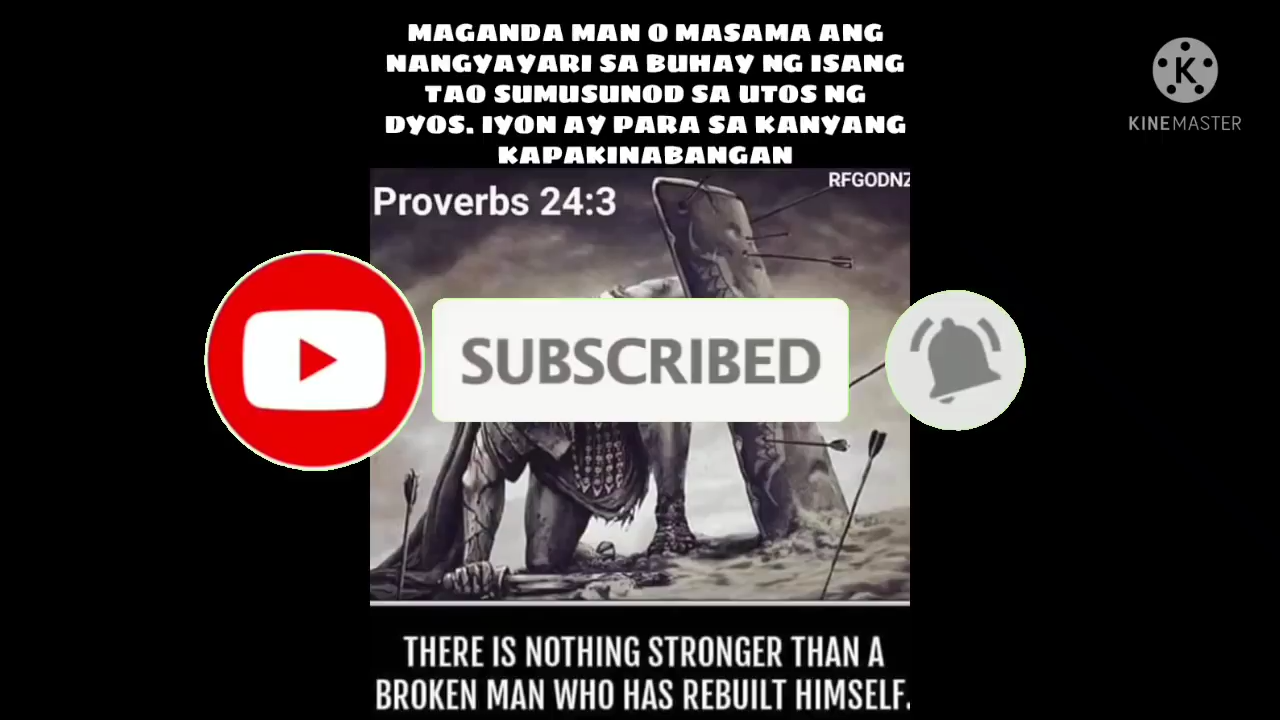 MAGANDA MAN O MASAMA ANG
NANGYAYARI SA BUHAY NG ISANG
TAO SUMUSUNOD SA UTOS NG
DYOS. IYON AY PARA SA KANYANG
KAPAKINABANGAN
K
KINEMASTER
RFGODNZ
Proverbs 24:3
SUBSCRIBED
THERE IS NOTHING STRONGER THAN A
BROKEN MAN WHO HAS REBUILT HIMSELF.